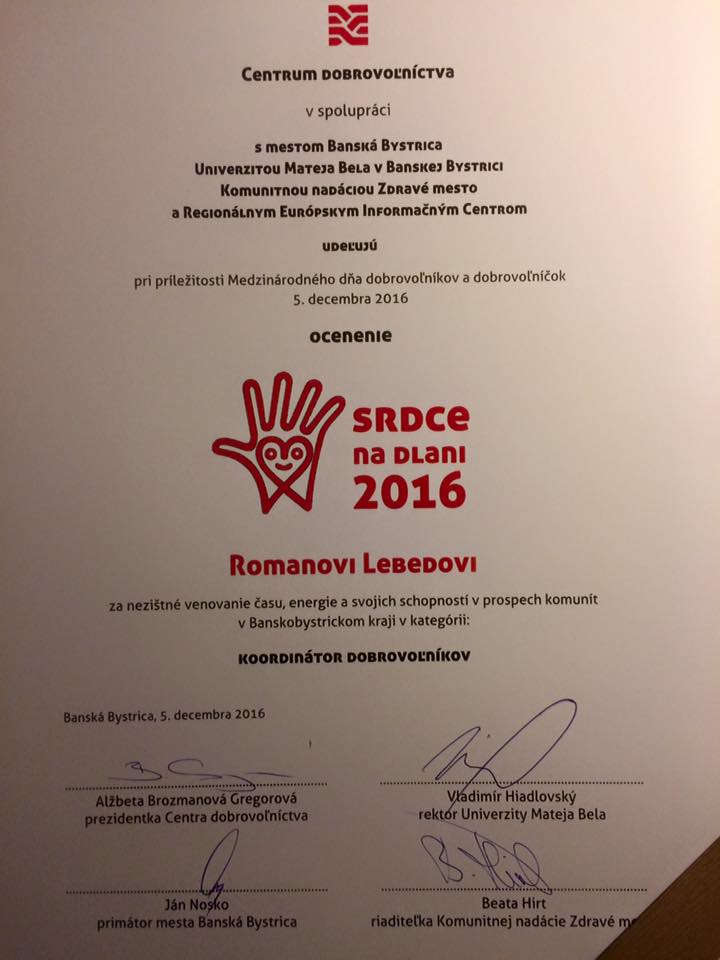 Centrum dobrovoľníctva
v spolupráci
s mestom Banská Bystrica
Univerzitou Mateja Bela v Banskej Bystrici
Komunitnou nadáciou Zdravé mesto
a Regionálnym Európskym Informačným Centrom
udeľujú
pri príležitosti Medzinárodného dňa dobrovoľníkov a dobrovoľníčok
5. decembra 2016
ocenenie
SRDCE
NA DLANI
2016
Romanovi Lebedovi
za nezištné venovanie času, energie a svojich schopností v prospech komunít
v Banskobystrickom kraji v kategórii:
KOORDINÁTOR DOBROVOĽNÍKOV
Banská Bystrica, 5. decembra 2016
Alžbeta Brozmanová Gregorová
prezidentka Centra dobrovoľníctva
Vladimír Hiadlovský
rektor Univerzity Mateja Bela
Ján Nosko
primátor mesta Banská Bystrica
Beata Hirt
riaditeľka Komunitnej nadácie Zdravé